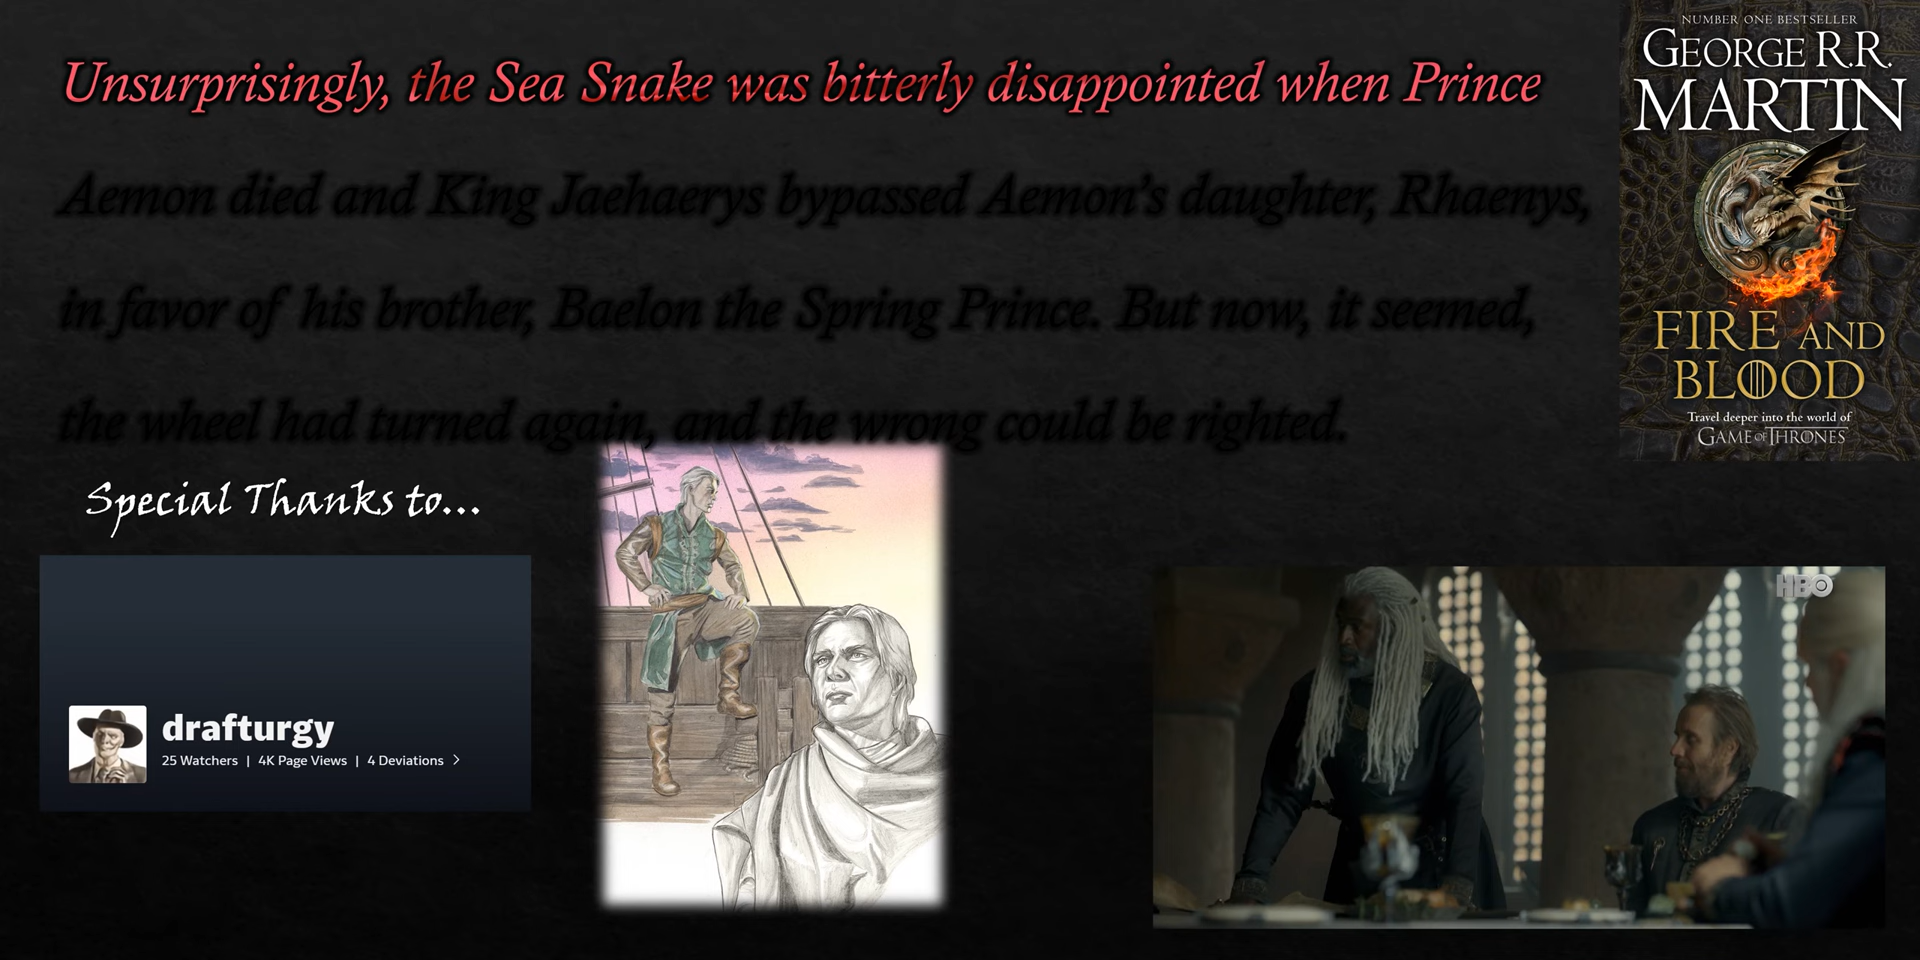 Unsurprisingly, the Sea Snake was bitterly disappointed when Prince
Aemon died and King Jaehaerys bypassed Aemon's daughter, Rhaenys,
in favor of his brother, Baelon the Spring Prince. But now, it seemed,
the wheel had turned again, and the wrong could be righted.
NUMBER ONE BESTSELLER
GEORGE R.R.
MARTIN
FIRE AND
BLOOD
Travel deeper into the world of
GAME OF THRONES
Special Thanks to...
drafturgy
25 Watchers | 4K Page Views | 4 Deviations >
HBO